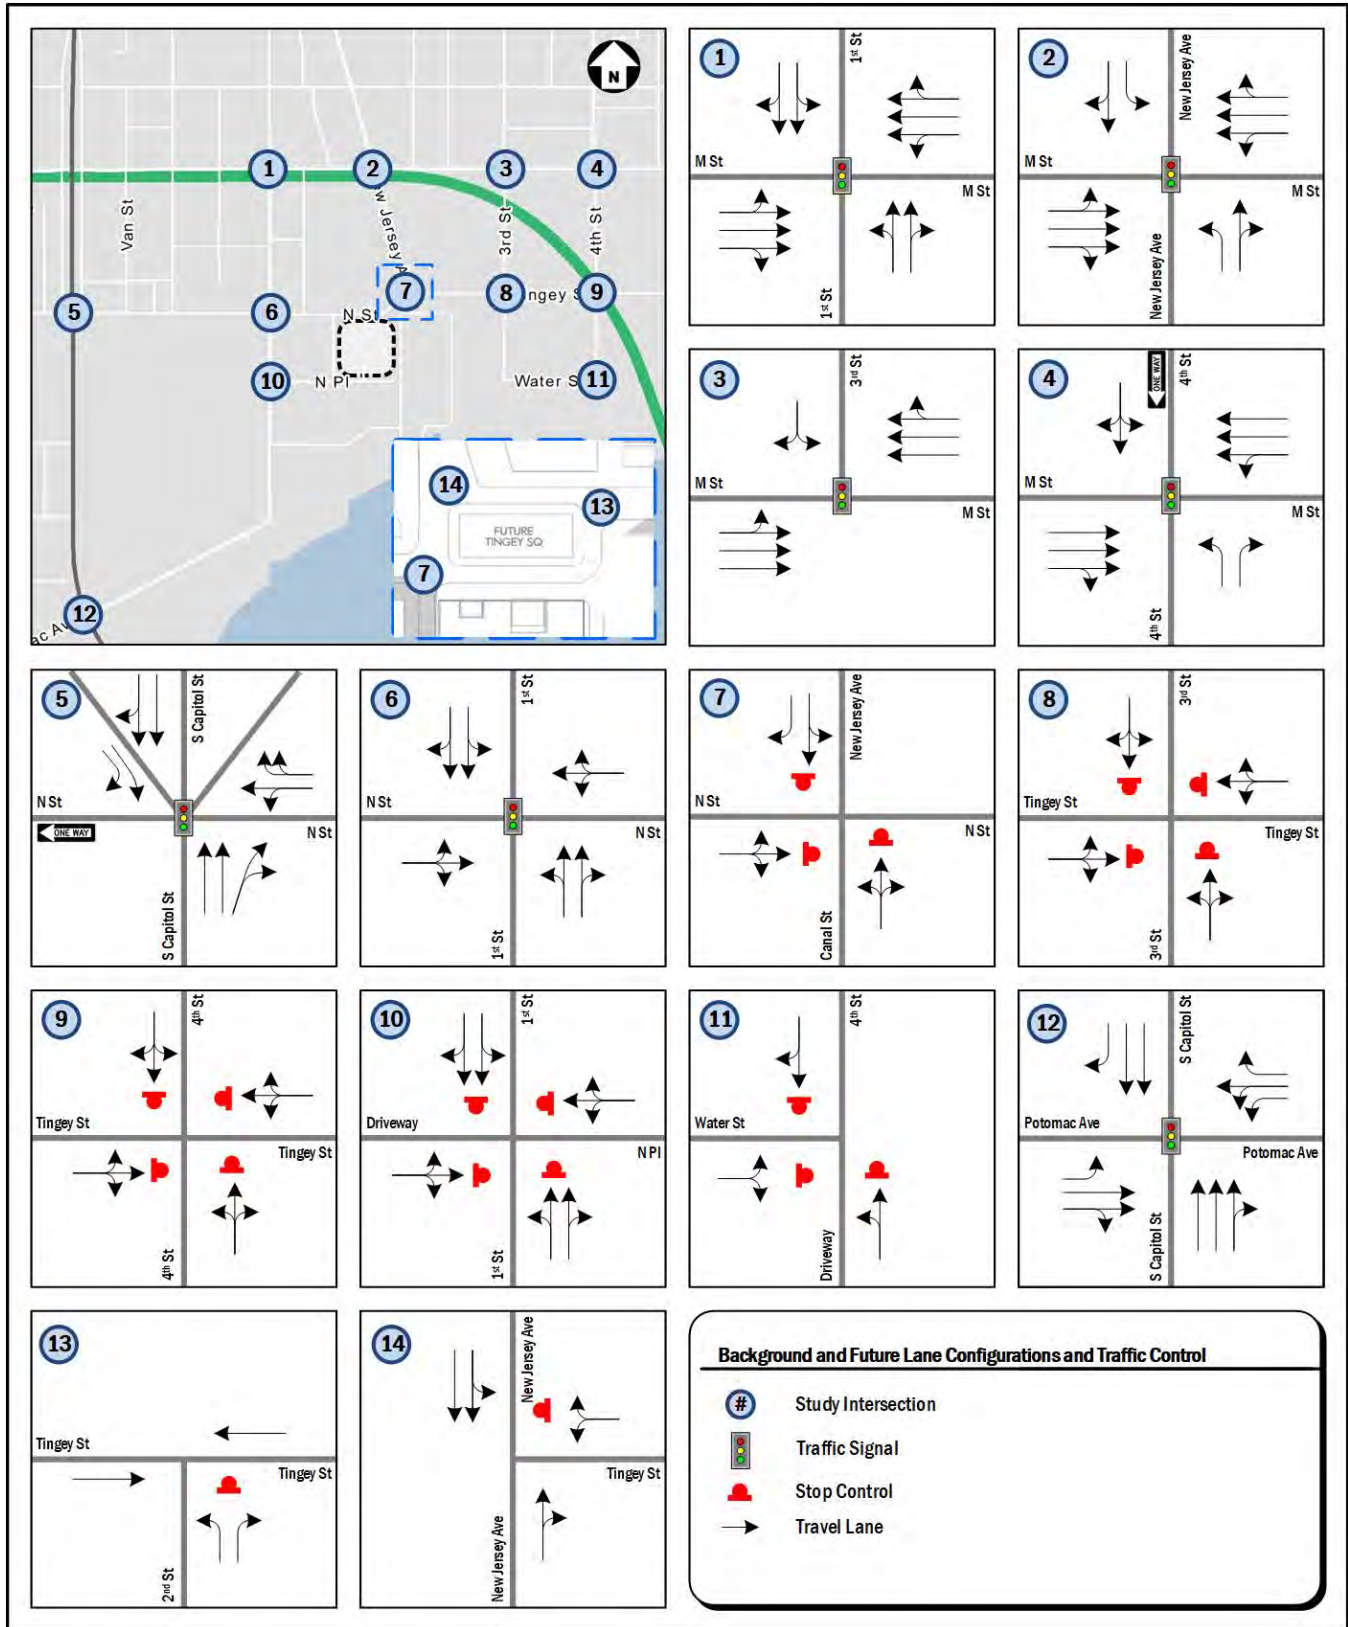 N
1
2
3
4
Van St
New Jersey A
3rd St
4th St
5
6
7
8
9
N St
ngey S
10
N Pl
Water S
11
12
ac Av
14
13
FUTURE
TINGEY SQ
7
1
1st St
M St
M St
1st St
2
New Jersey Ave
M St
M St
New Jersey Ave
3
3rd St
M St
M St
4
ONE WAY
4th St
M St
M St
4th St
5
S Capitol St
N St
ONE WAY
N St
S Capitol St
6
1st St
N St
N St
1st St
7
New Jersey Ave
N St
N St
Canal St
8
3rd St
Tingey St
Tingey St
3rd St
9
4th St
Tingey St
Tingey St
4th St
10
1st St
Driveway
N Pl
1st St
11
4th St
Water St
Driveway
12
S Capitol St
Potomac Ave
Potomac Ave
S Capitol St
13
Tingey St
Tingey St
2nd St
14
New Jersey Ave
Tingey St
New Jersey Ave
Background and Future Lane Configurations and Traffic Control
# Study Intersection
Traffic Signal
Stop Control
Travel Lane